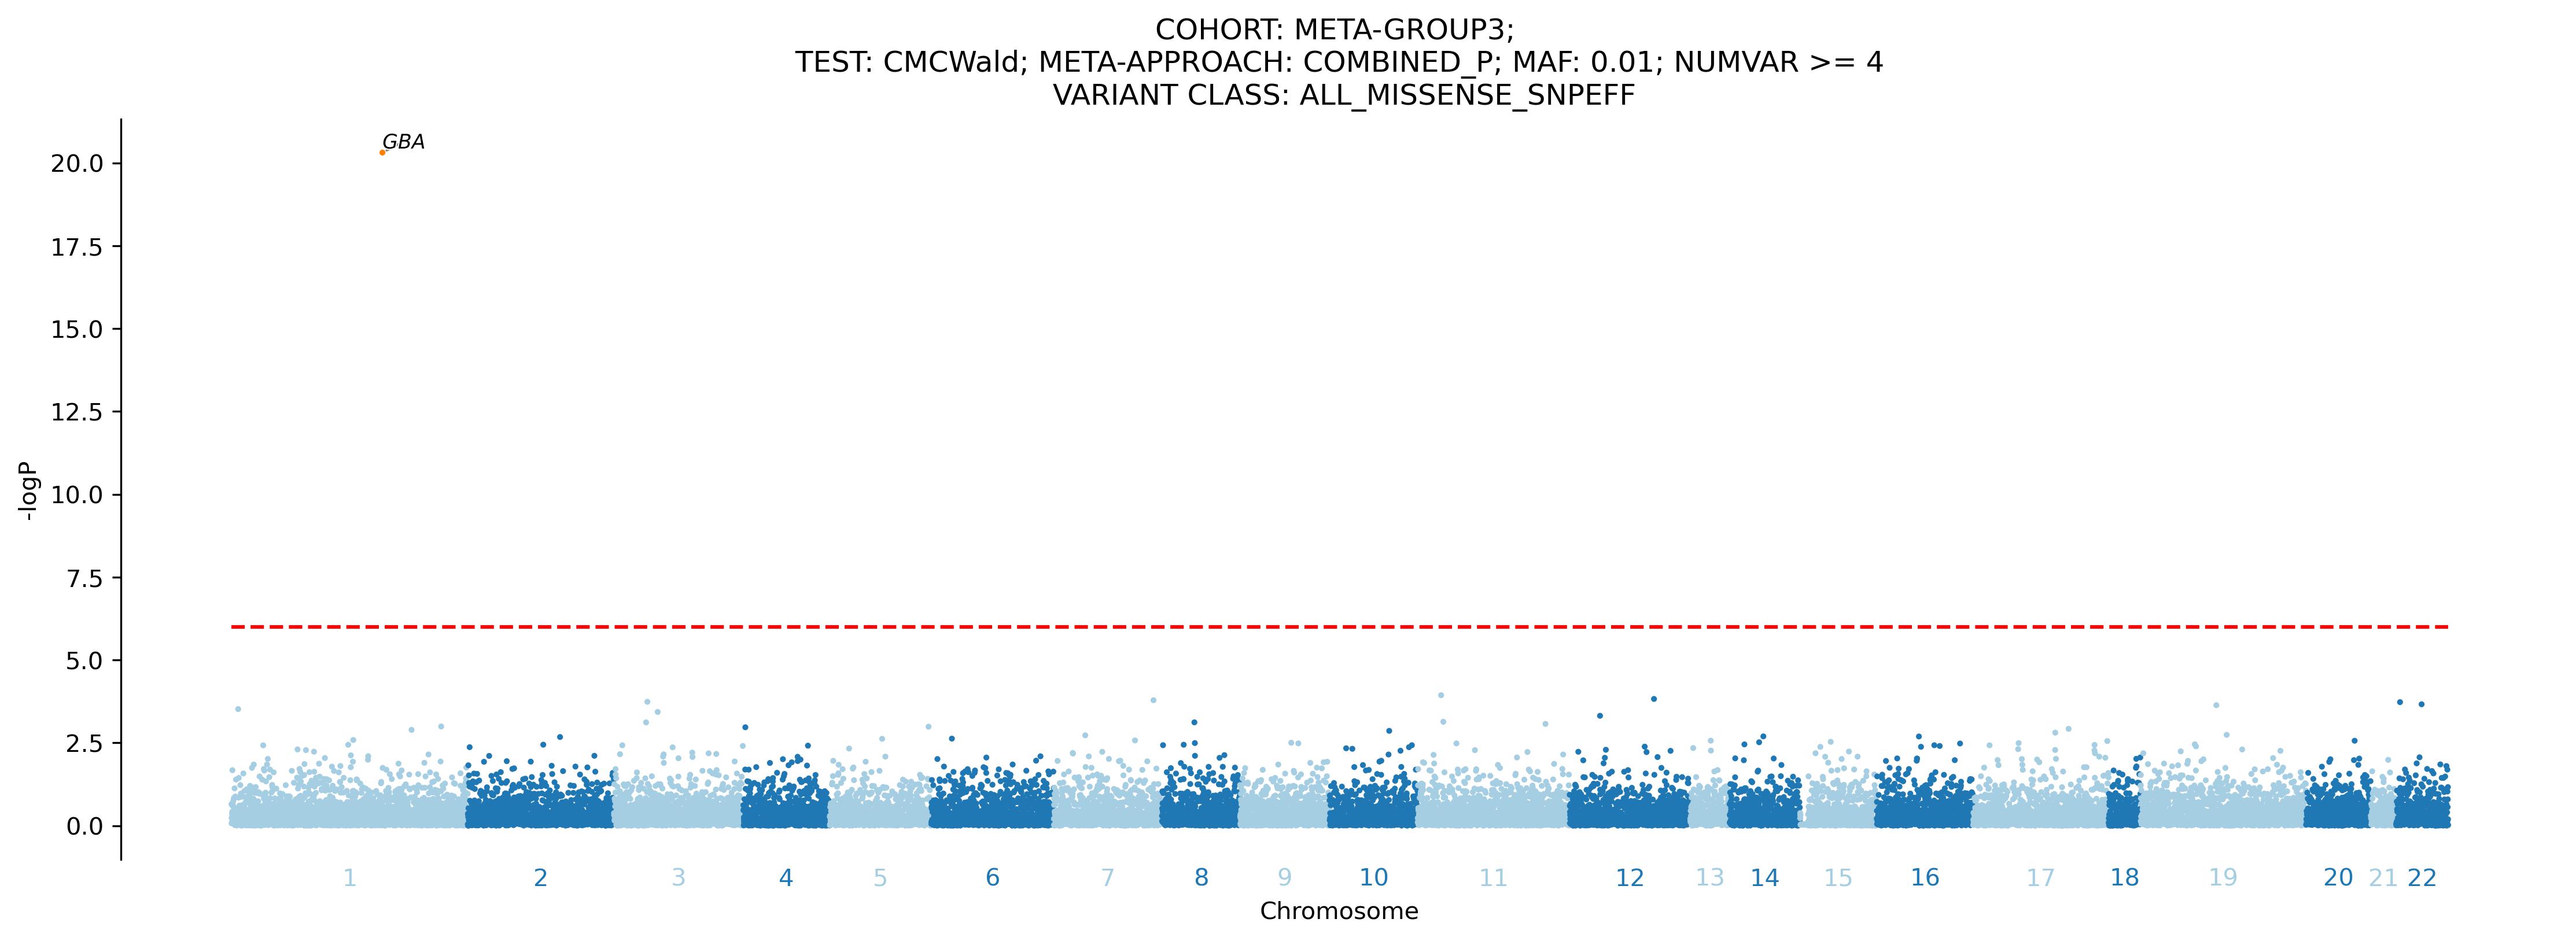 COHORT: META-GROUP3;
TEST: CMCWald; META-APPROACH: COMBINED_P; MAF: 0.01; NUMVAR >= 4
VARIANT CLASS: ALL_MISSENSE_SNPEFF
GBA
20.0
17.5
15.0
12.5
10.0
7.5
5.0
2.5
0.0
-logP
1 2 3 4 5 6 7 8 9 10 11 12 13 14 15 16 17 18 19 20 21 22
Chromosome